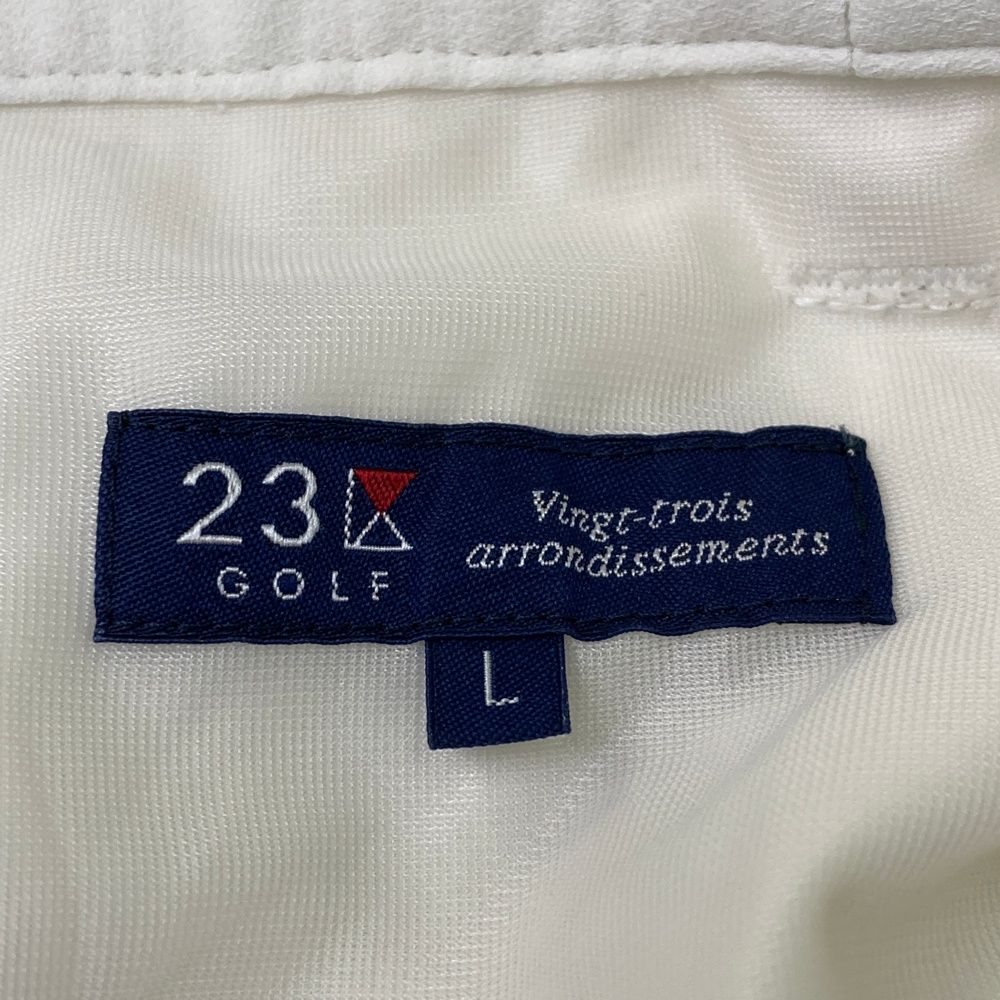 23
GOLF
Vingt-trois
arrondissements
L